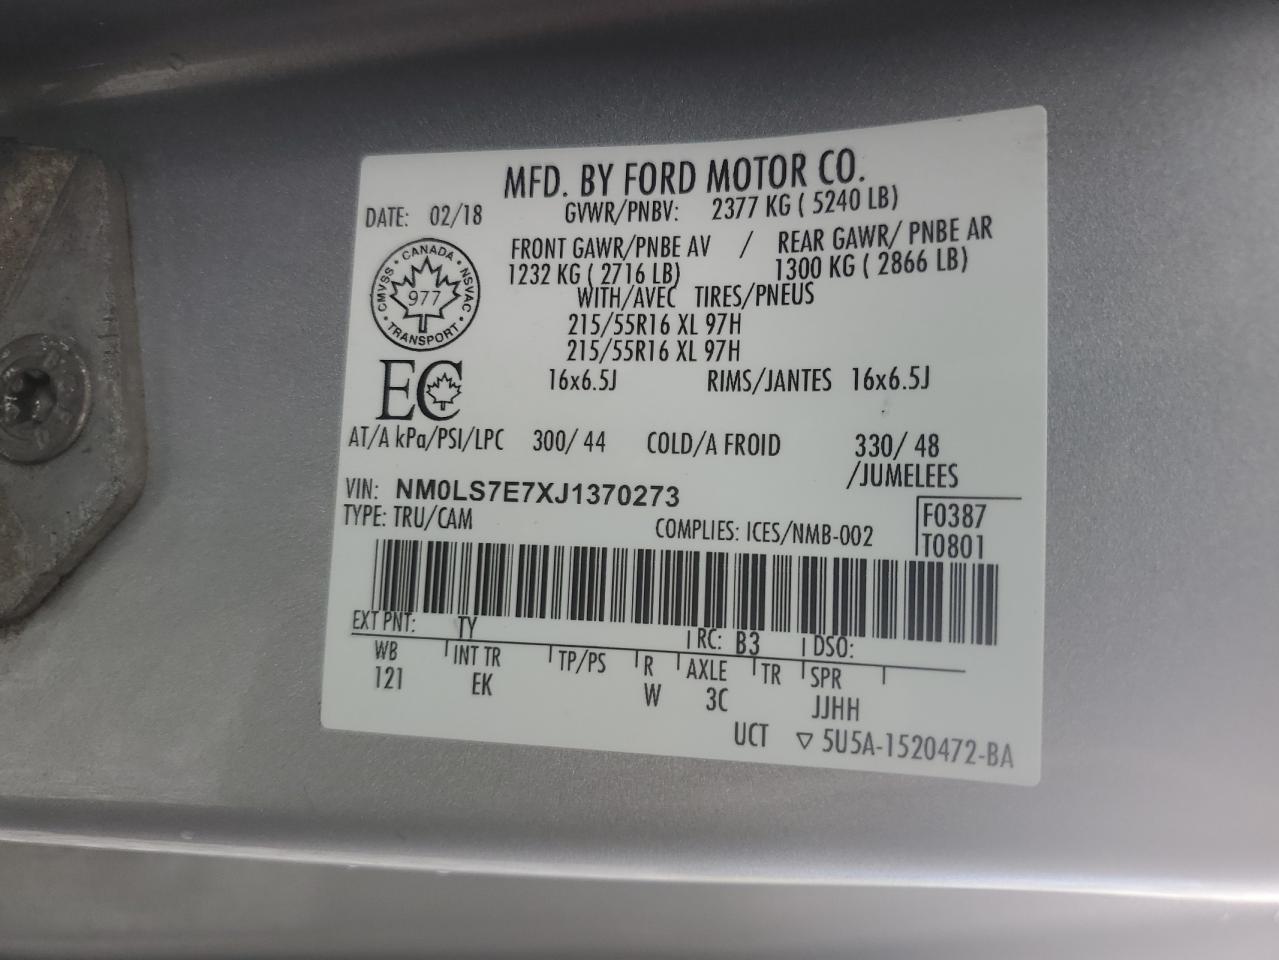 MFD. BY FORD MOTOR CO.
DATE: 02/18
GVWR/PNBV: 2377 KG ( 5240 LB)
FRONT GAWR/PNBE AV / REAR GAWR/ PNBE AR
1232 KG ( 2716 LB) 1300 KG ( 2866 LB)
WITH/AVEC TIRES/PNEUS
215/55R16 XL 97H
215/55R16 XL 97H
16x6.5J RIMS/JANTES 16x6.5J
CMVSS • CANADA • NSVAC • TRANSPORT •
977
EC
AT/A kPa/PSI/LPC 300/ 44 COLD/A FROID 330/ 48
/JUMELEES
VIN: NM0LS7E7XJ1370273
TYPE: TRU/CAM
COMPLIES: ICES/NMB-002
F0387
T0801
EXT PNT: TY RC: B3 DSO:
WB INT TR TP/PS R AXLE TR SPR
121 EK W 3C JJHH
UCT ▽ 5U5A-1520472-BA